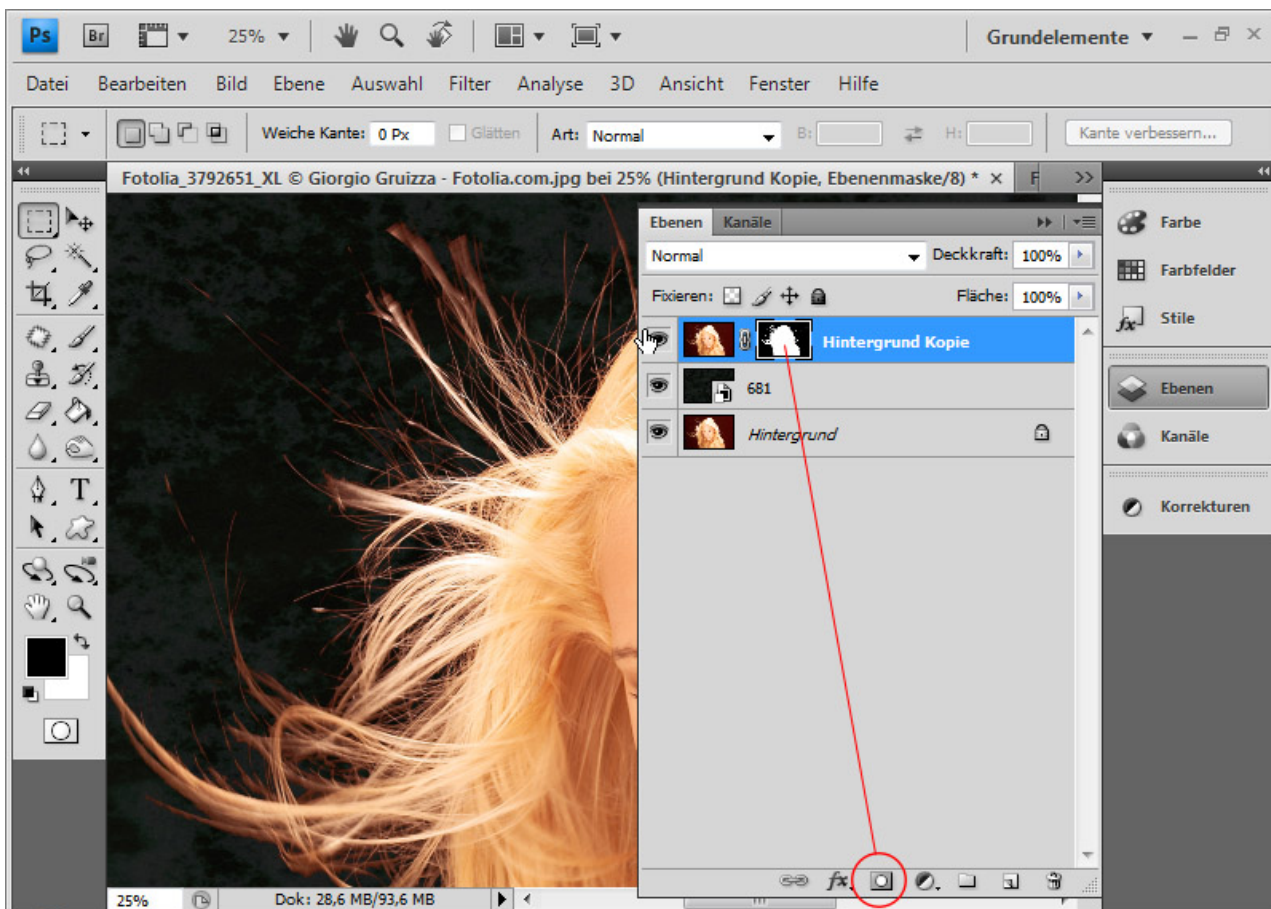 Ps Br 25% Grundelemente
Datei Bearbeiten Bild Ebene Auswahl Filter Analyse 3D Ansicht Fenster Hilfe
Weiche Kante: 0 Px Glätten Art: Normal B: H: Kante verbessern...
Fotolia_3792651_XL © Giorgio Gruizza - Fotolia.com.jpg bei 25% (Hintergrund Kopie, Ebenenmaske/8) * × F
Ebenen Kanäle
Normal Deckkraft: 100%
Fixieren: Fläche: 100%
Hintergrund Kopie
681
Hintergrund
Farbe
Farbfelder
fx Stile
Ebenen
Kanäle
Korrekturen
T
fx.
25% Dok: 28,6 MB/93,6 MB